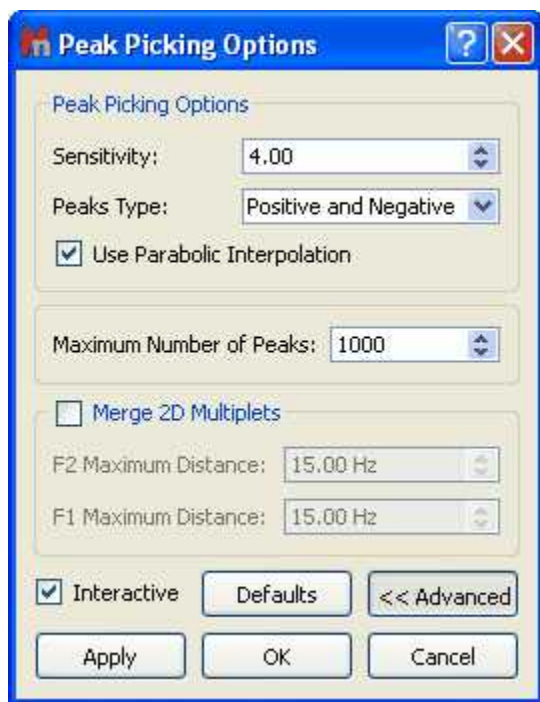 Peak Picking Options
Peak Picking Options
Sensitivity: 4.00
Peaks Type: Positive and Negative
Use Parabolic Interpolation
Maximum Number of Peaks: 1000
Merge 2D Multiplets
F2 Maximum Distance: 15.00 Hz
F1 Maximum Distance: 15.00 Hz
Interactive Defaults << Advanced
Apply OK Cancel